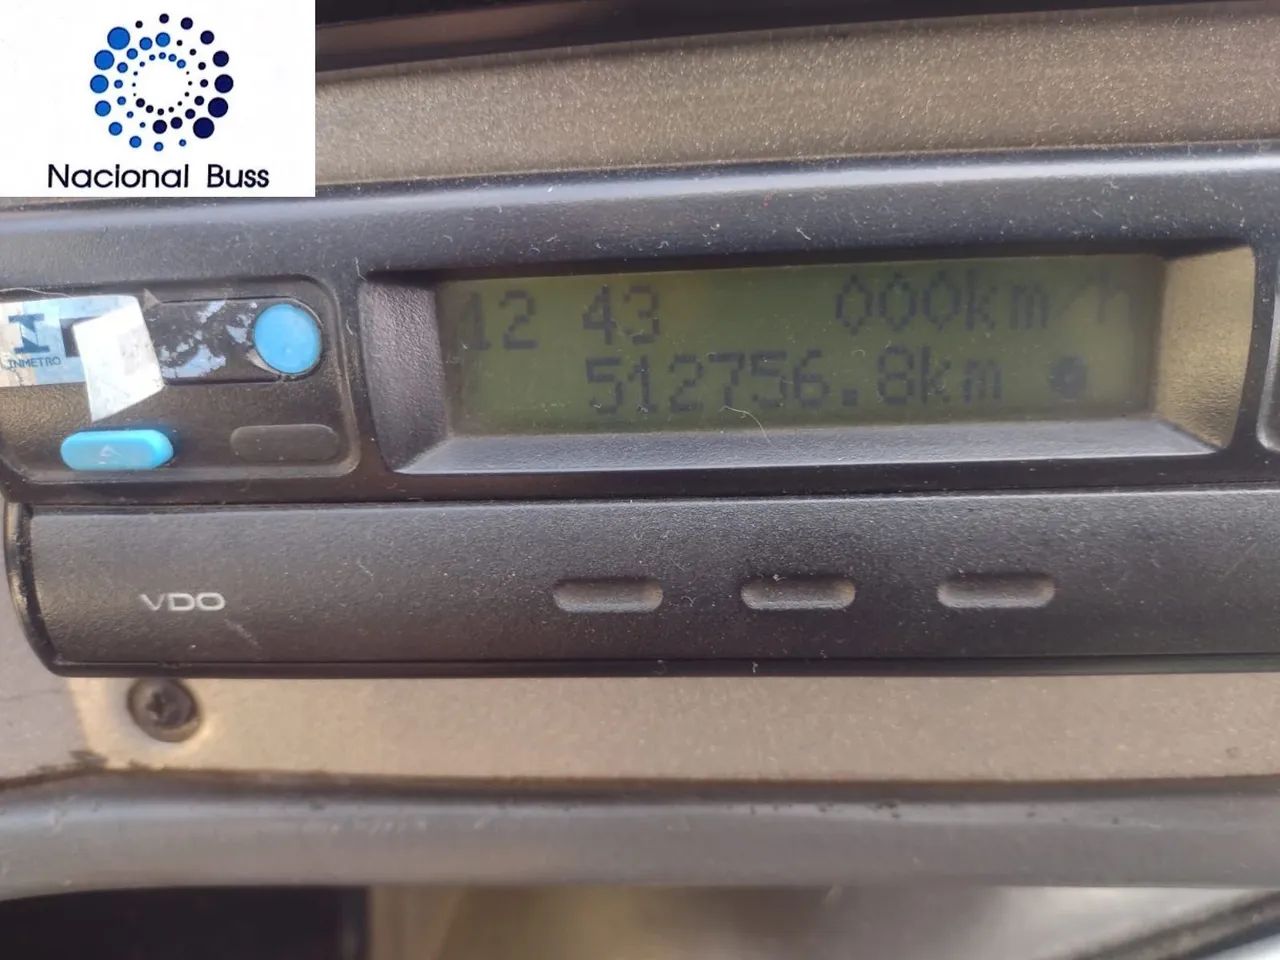 Nacional Buss
12 43 000km/h
512756.8km
INMETRO
VDO